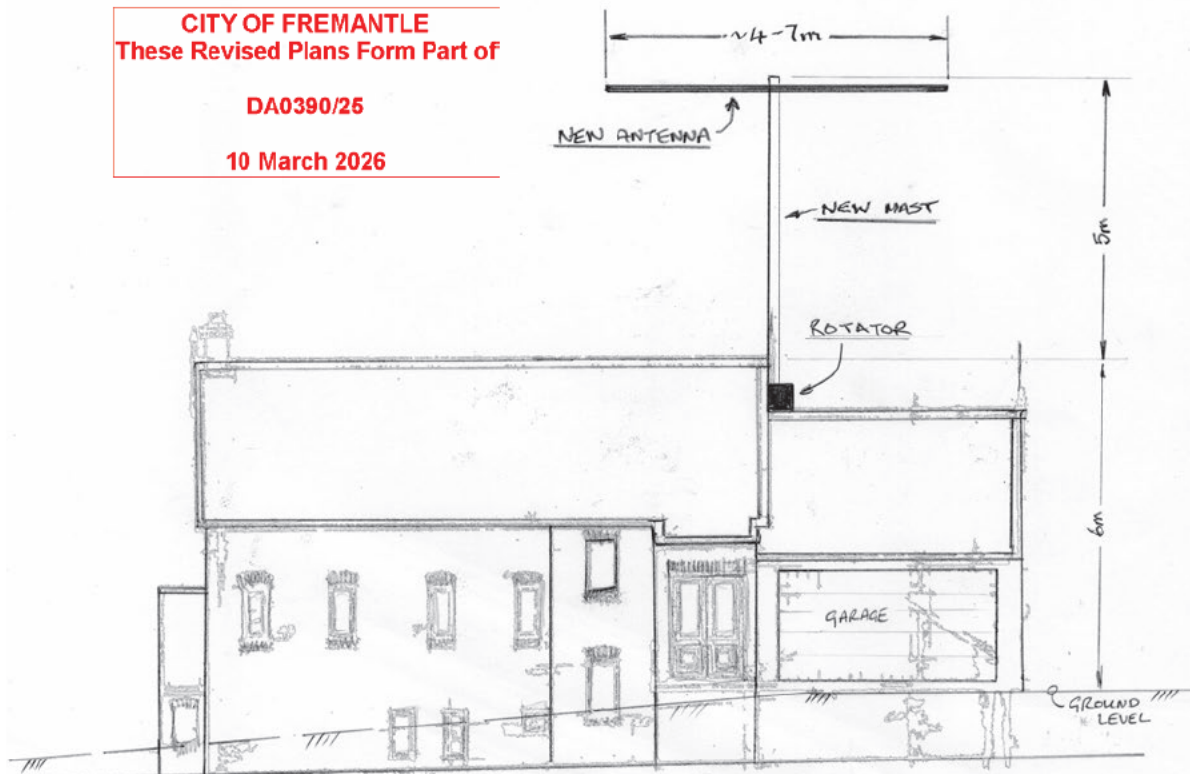 CITY OF FREMANTLE
These Revised Plans Form Part of
DA0390/25
10 March 2026
~4-7m
NEW ANTENNA
NEW MAST
5m
ROTATOR
6m
GARAGE
GROUND
LEVEL